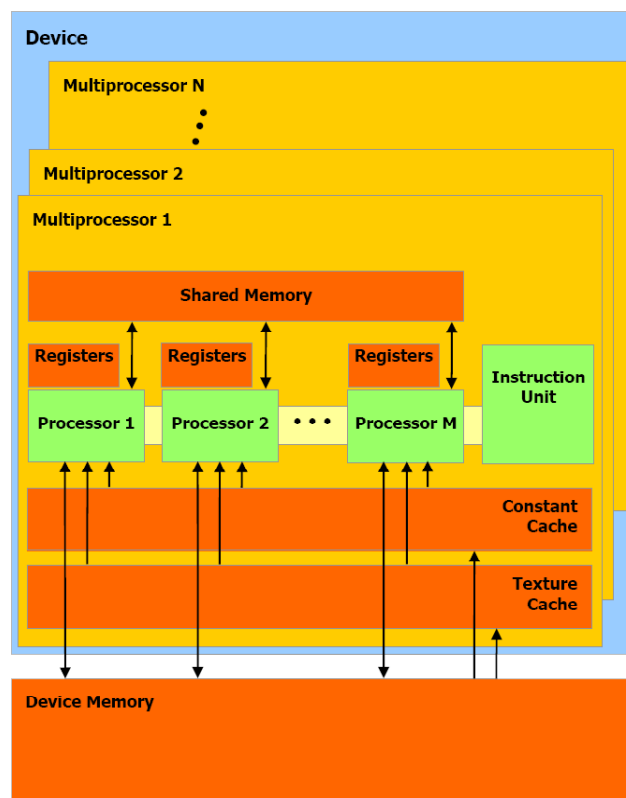 Device
Multiprocessor N
Multiprocessor 2
Multiprocessor 1
Shared Memory
Registers
Registers
Registers
Processor 1
Processor 2
Processor M
Instruction
Unit
Constant
Cache
Texture
Cache
Device Memory